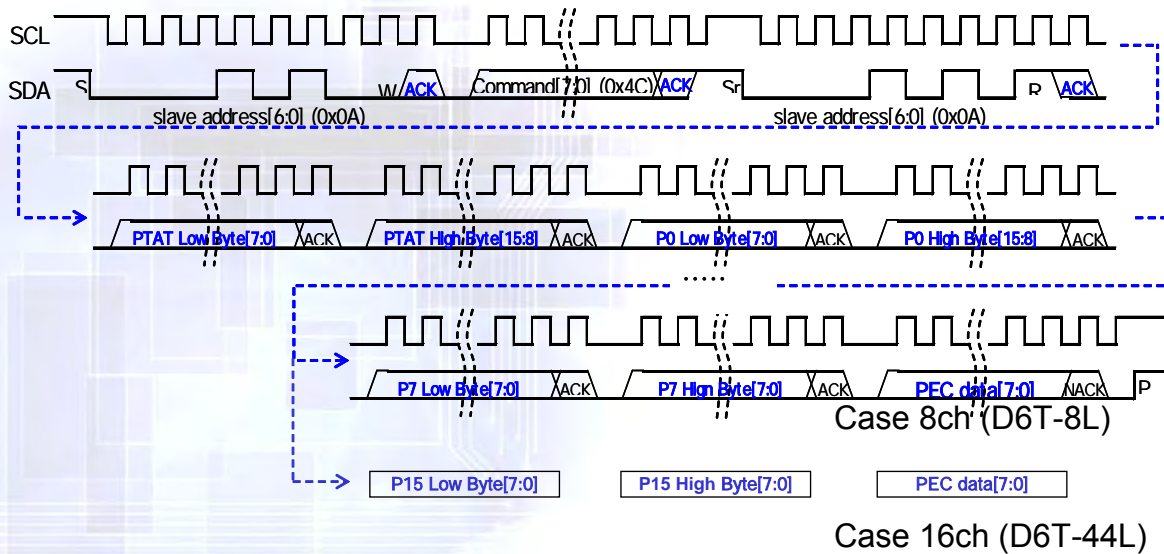 SCL
SDA S W ACK Command[7:0] (0x4C) ACK Sr R ACK
slave address[6:0] (0x0A) slave address[6:0] (0x0A)
PTAT Low Byte[7:0] ACK PTAT High Byte[15:8] ACK P0 Low Byte[7:0] ACK P0 High Byte[15:8] ACK
.....
P7 Low Byte[7:0] ACK P7 High Byte[7:0] ACK PEC data[7:0] NACK P
Case 8ch (D6T-8L)
P15 Low Byte[7:0] P15 High Byte[7:0] PEC data[7:0]
Case 16ch (D6T-44L)